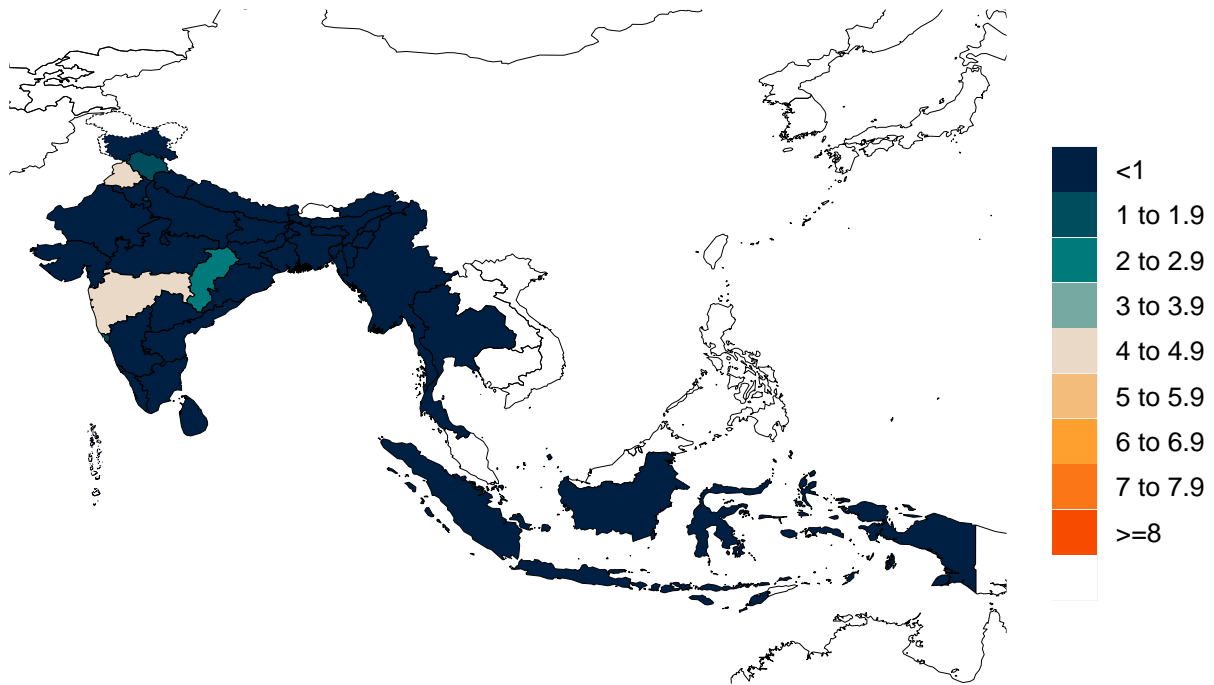 <1
1 to 1.9
2 to 2.9
3 to 3.9
4 to 4.9
5 to 5.9
6 to 6.9
7 to 7.9
>=8